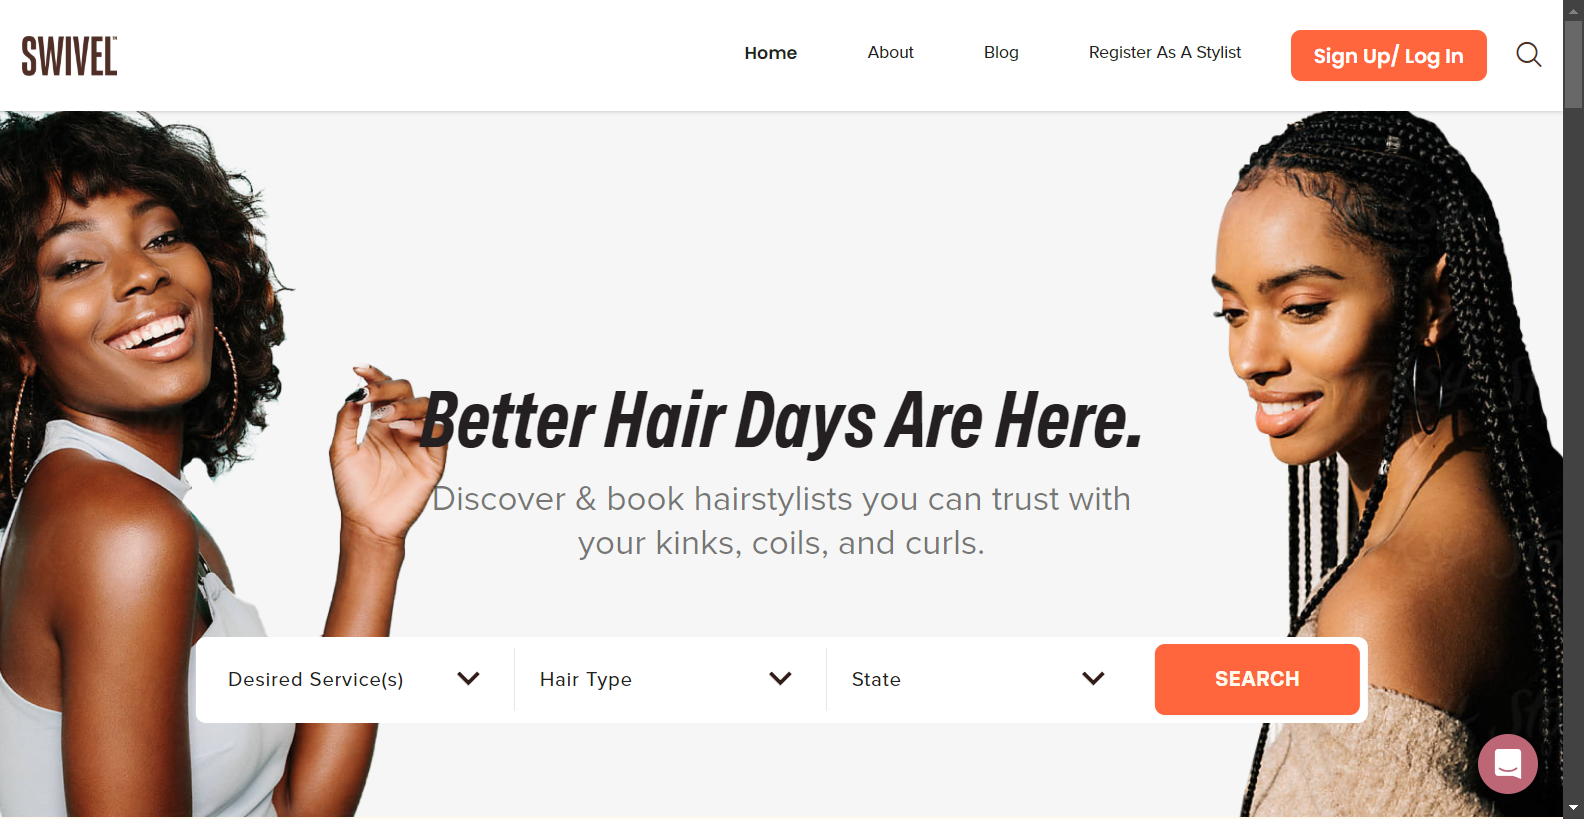 SWIVEL™
Home
About
Blog
Register As A Stylist
Sign Up/ Log In
Better Hair Days Are Here.
Discover & book hairstylists you can trust with
your kinks, coils, and curls.
Desired Service(s)
Hair Type
State
SEARCH